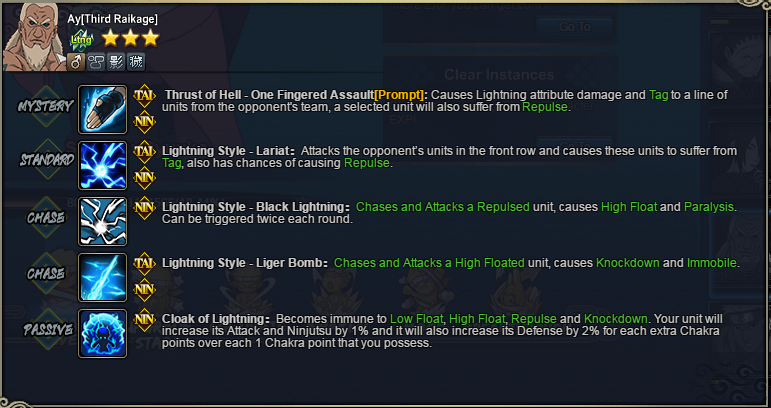 Ay[Third Raikage]
Go To
Ltng
Clear Instances
EXP!
MYSTERY
TAI
NIN
Thrust of Hell - One Fingered Assault[Prompt]: Causes Lightning attribute damage and Tag to a line of
units from the opponent's team, a selected unit will also suffer from Repulse.
STANDARD
TAI
NIN
Lightning Style - Lariat: Attacks the opponent's units in the front row and causes these units to suffer from
Tag, also has chances of causing Repulse.
CHASE
NIN
Lightning Style - Black Lightning: Chases and Attacks a Repulsed unit, causes High Float and Paralysis.
Can be triggered twice each round.
CHASE
TAI
NIN
Lightning Style - Liger Bomb: Chases and Attacks a High Floated unit, causes Knockdown and Immobile.
PASSIVE
NIN
Cloak of Lightning: Becomes immune to Low Float, High Float, Repulse and Knockdown. Your unit will
increase its Attack and Ninjutsu by 1% and it will also increase its Defense by 2% for each extra Chakra
points over each 1 Chakra point that you possess.